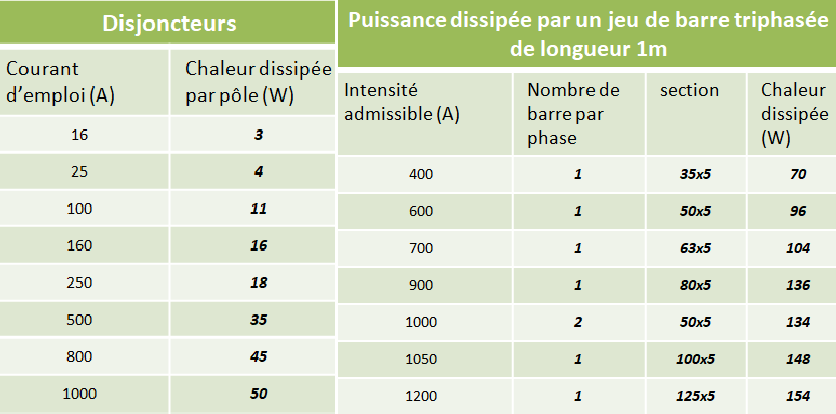 Disjoncteurs
Courant
d'emploi (A)
Chaleur dissipée
par pôle (W)
16 3
25 4
100 11
160 16
250 18
500 35
800 45
1000 50
Puissance dissipée par un jeu de barre triphasée
de longueur 1m
Intensité
admissible (A)
Nombre de
barre par
phase
section
Chaleur
dissipée
(W)
400 1 35x5 70
600 1 50x5 96
700 1 63x5 104
900 1 80x5 136
1000 2 50x5 134
1050 1 100x5 148
1200 1 125x5 154